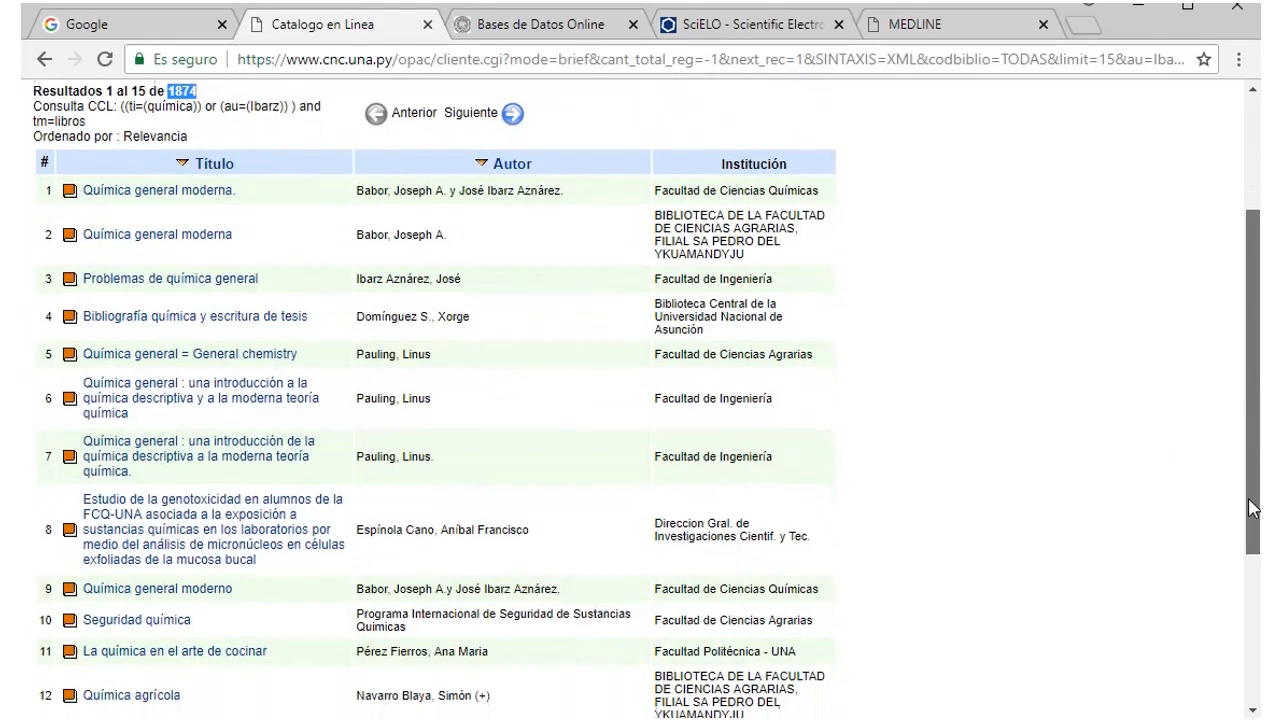 Google
Catalogo en Linea
Bases de Datos Online
SciELO - Scientific Electro
MEDLINE
Es seguro
https://www.cnc.una.py/opac/cliente.cgi?mode=brief&cant_total_reg=-1&next_rec=1&SINTAXIS=XML&codbiblio=TODAS&limit=15&au=Iba...
Resultados 1 al 15 de 1874
Consulta CCL: ((ti=(química)) or (au=(Ibarz)) ) and
tm=libros
Ordenado por : Relevancia
Anterior Siguiente
# Título Autor Institución
1 Química general moderna. Babor, Joseph A. y José Ibarz Aznárez. Facultad de Ciencias Químicas
2 Química general moderna Babor, Joseph A.
BIBLIOTECA DE LA FACULTAD
DE CIENCIAS AGRARIAS,
FILIAL SA PEDRO DEL
YKUAMANDYJU
3 Problemas de química general Ibarz Aznárez, José Facultad de Ingeniería
4 Bibliografía química y escritura de tesis Domínguez S., Xorge
Biblioteca Central de la
Universidad Nacional de
Asunción
5 Química general = General chemistry Pauling, Linus Facultad de Ciencias Agrarias
6
Química general : una introducción a la
química descriptiva y a la moderna teoría
química
Pauling, Linus Facultad de Ingeniería
7
Química general : una introducción de la
química descriptiva a la moderna teoría
química.
Pauling, Linus. Facultad de Ingeniería
8
Estudio de la genotoxicidad en alumnos de la
FCQ-UNA asociada a la exposición a
sustancias químicas en los laboratorios por
medio del análisis de micronúcleos en células
exfoliadas de la mucosa bucal
Espínola Cano, Aníbal Francisco
Direccion Gral. de
Investigaciones Cientif. y Tec.
9 Química general moderno Babor, Joseph A.y José Ibarz Aznárez. Facultad de Ciencias Químicas
10 Seguridad química
Programa Internacional de Seguridad de Sustancias
Quimicas
Facultad de Ciencias Agrarias
11 La química en el arte de cocinar Pérez Fierros, Ana Maria Facultad Politécnica - UNA
12 Química agrícola Navarro Blaya, Simón (+)
BIBLIOTECA DE LA FACULTAD
DE CIENCIAS AGRARIAS,
FILIAL SA PEDRO DEL
YKUAMANDYJU